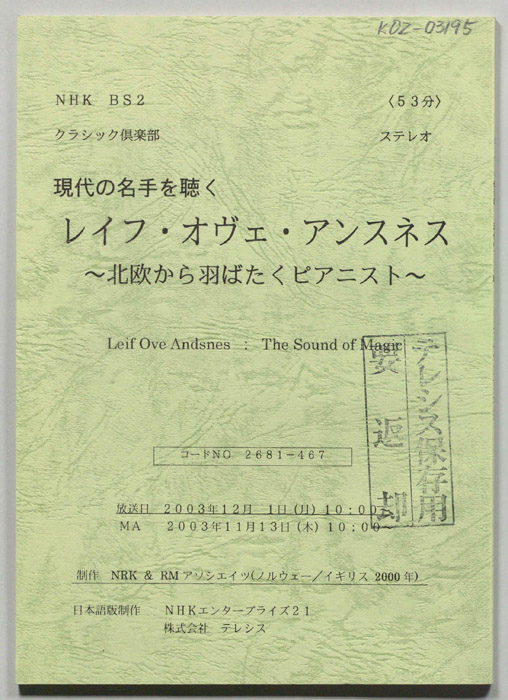 KOZ-03195
NHK BS2 〈53分〉
クラシック倶楽部 ステレオ
現代の名手を聴く
レイフ・オヴェ・アンスネス
～北欧から羽ばたくピアニスト～
Leif Ove Andsnes : The Sound of Magic
テレシス保存用
要返却
コードNO 2681-467
放送日 2003年12月 1日(月) 10:00~
MA 2003年11月13日(木) 10:00~
制作 NRK & RMアソシエイツ(ノルウェー/イギリス 2000年)
日本語版制作 NHKエンタープライズ21
株式会社 テレシス